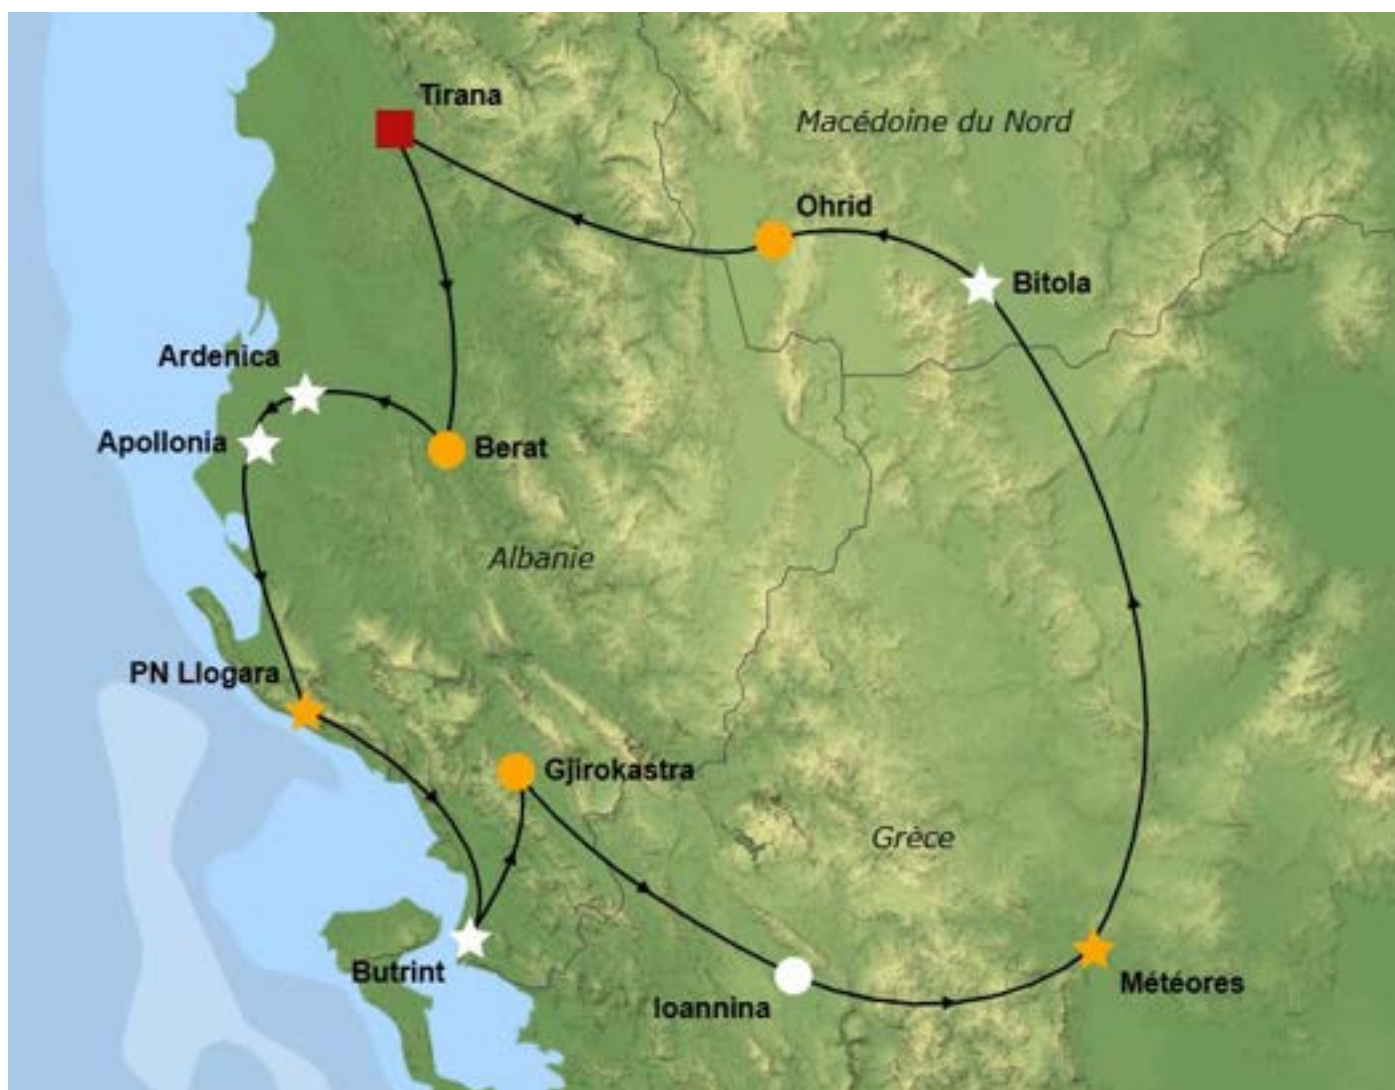 Tirana
Macédoine du Nord
Ohrid
Bitola
Ardenica
Apollonia
Berat
Albanie
PN Llogara
Gjirokastra
Grèce
Butrint
Ioannina
Météores